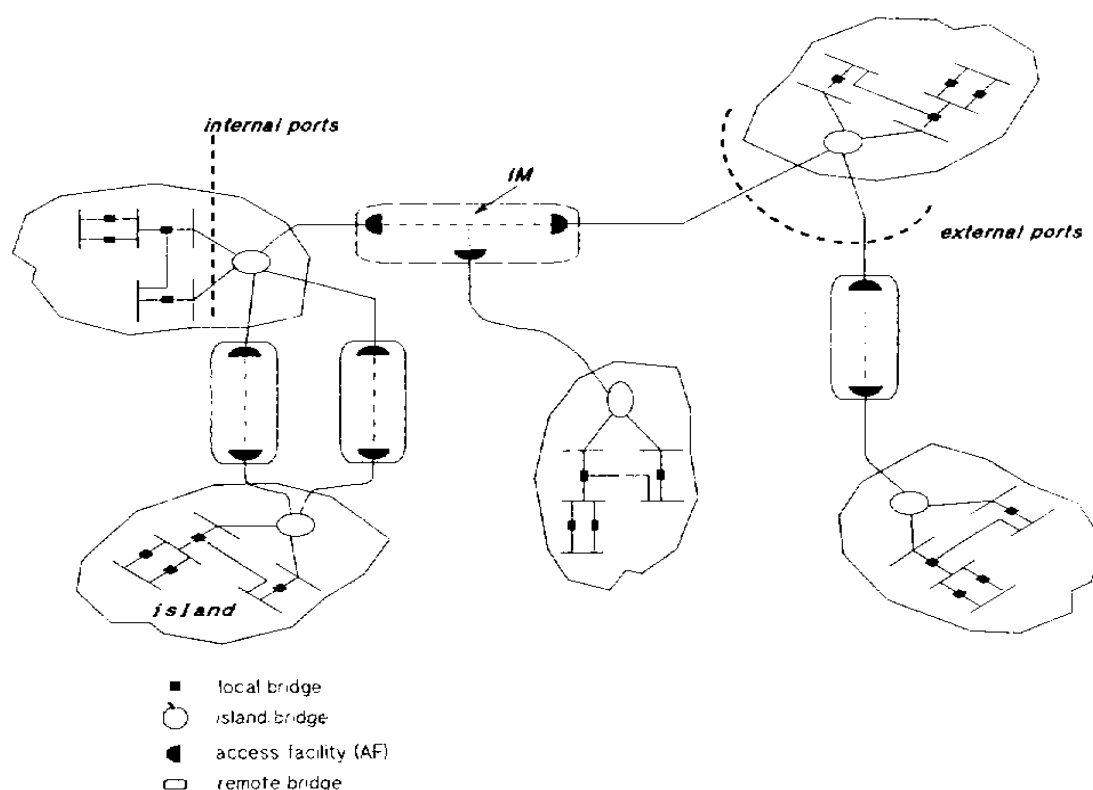 internal ports
IM
external ports
island
local bridge
island bridge
access facility (AF)
remote bridge